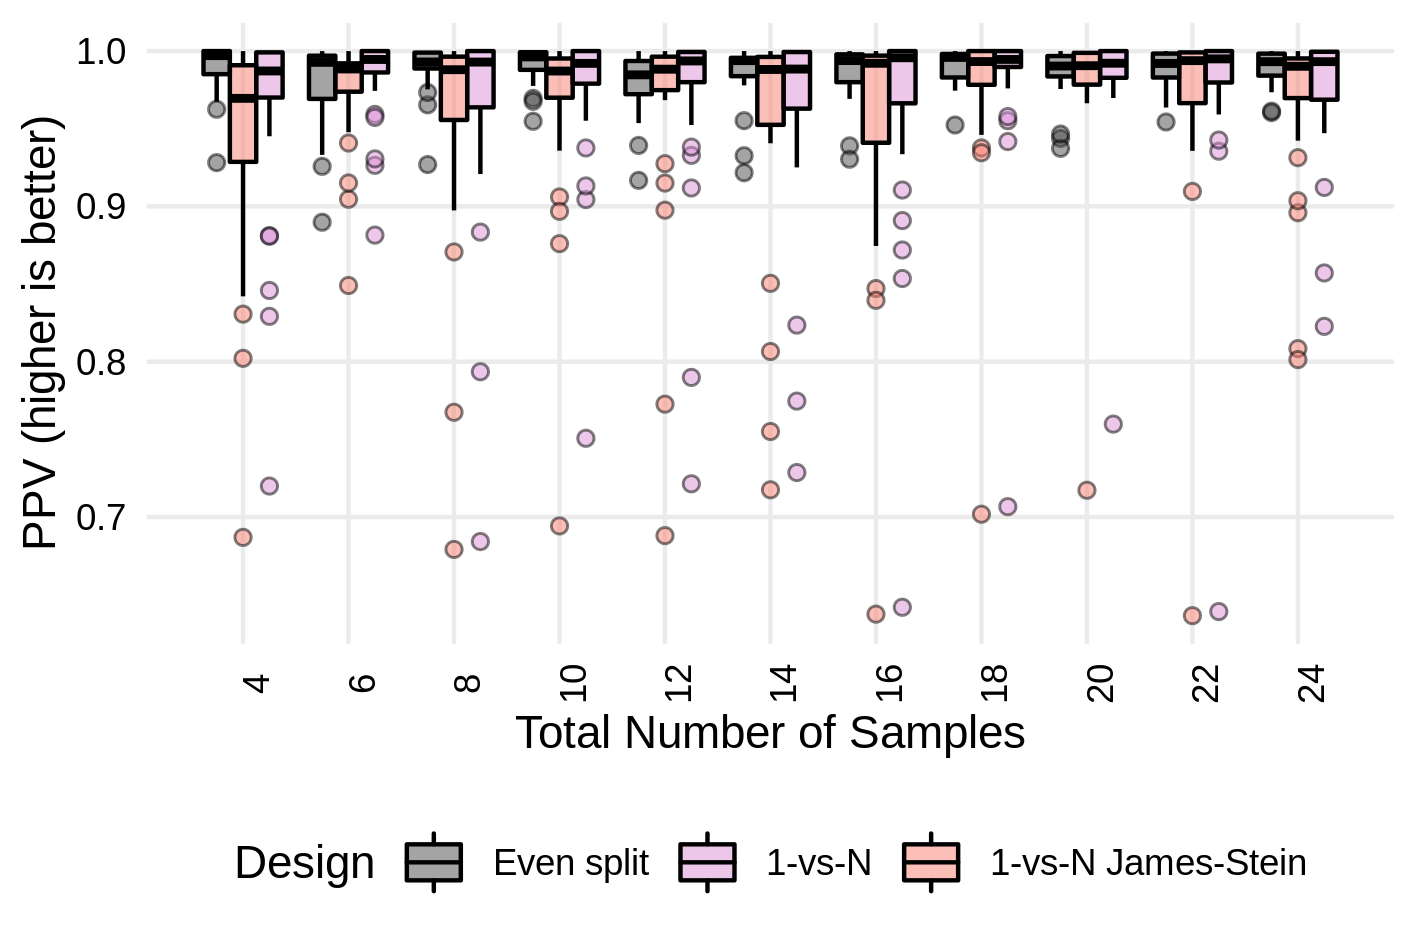 PPV (higher is better)
1.0
0.9
0.8
0.7
4 6 8 10 12 14 16 18 20 22 24
Total Number of Samples
Design Even split 1-vs-N 1-vs-N James-Stein